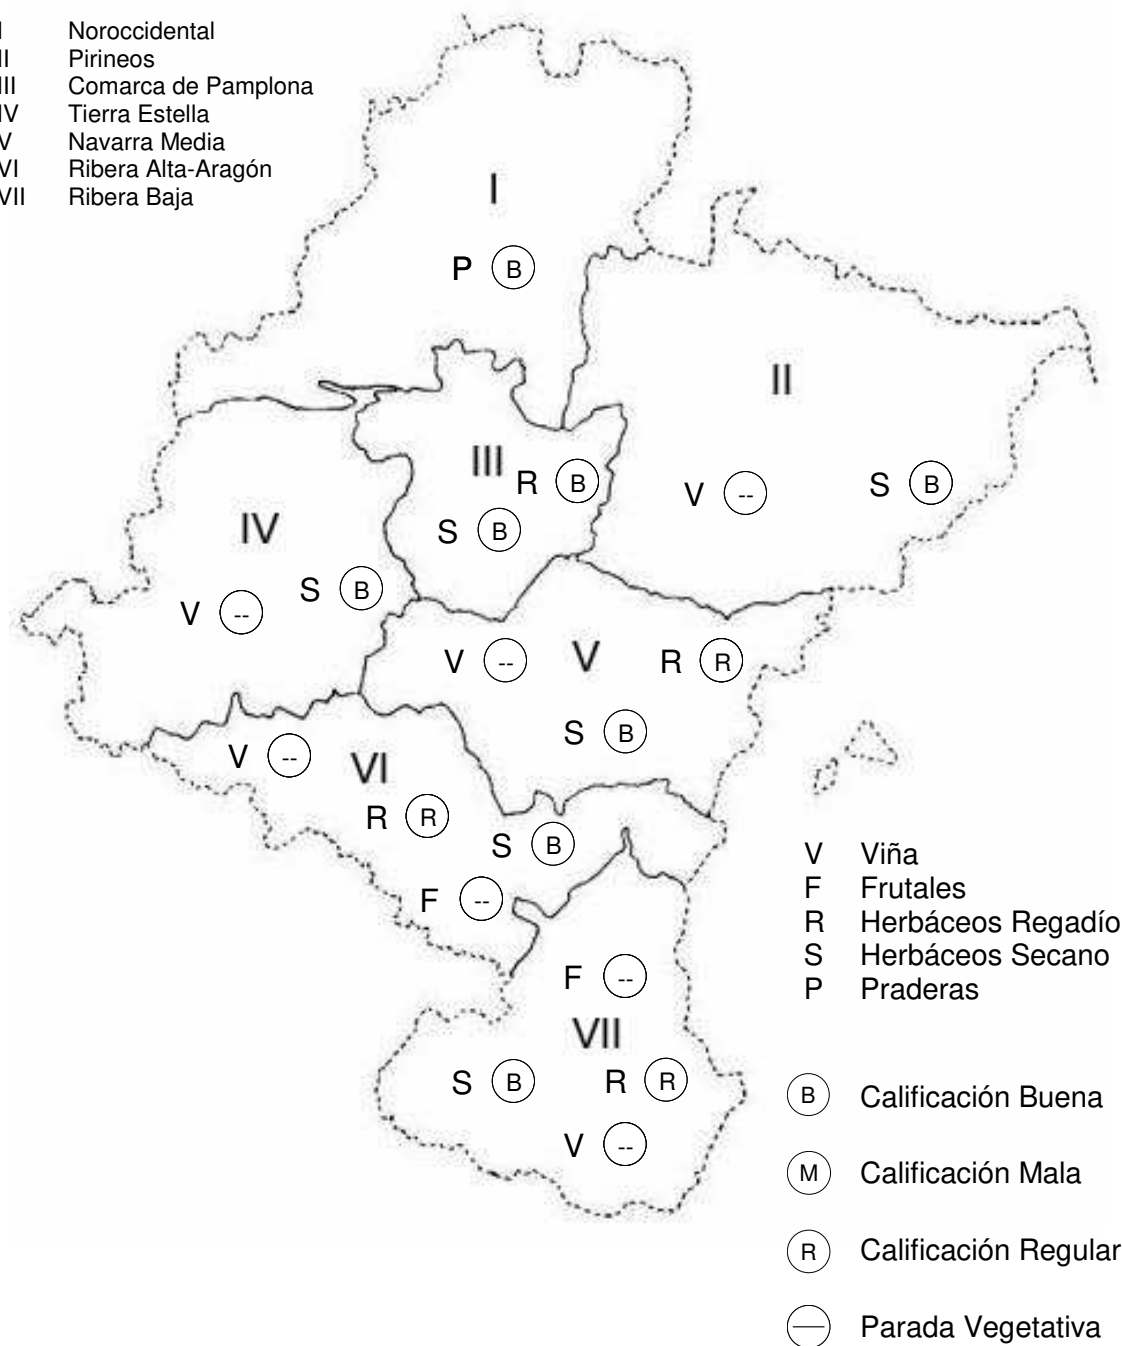 I Noroccidental
II Pirineos
III Comarca de Pamplona
IV Tierra Estella
V Navarra Media
VI Ribera Alta-Aragón
VII Ribera Baja
I
P B
II
V -- S B
III
R B
S B
IV
V -- S B
V -- V R R
S B
V -- VI
R R
S B
F --
F --
VII
S B R R
V --
V Viña
F Frutales
R Herbáceos Regadío
S Herbáceos Secano
P Praderas
B Calificación Buena
M Calificación Mala
R Calificación Regular
— Parada Vegetativa